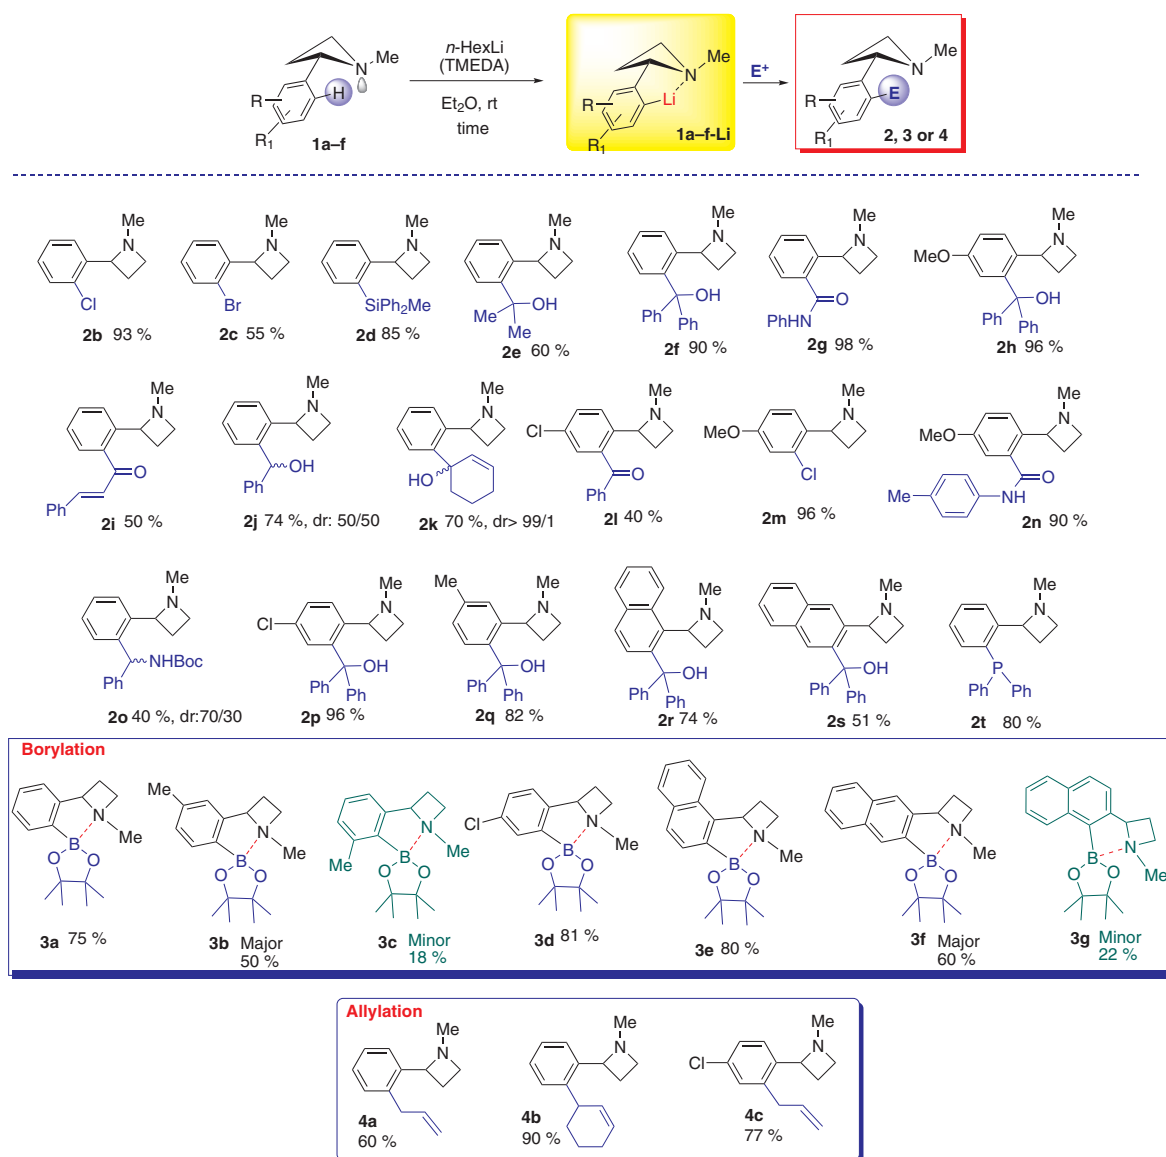 n-HexLi
(TMEDA)
Et₂O, rt
time
N
Me
H
R
R₁
1a–f
N
Me
Li
R
R₁
1a–f-Li
E⁺
N
Me
E
R
R₁
2, 3 or 4
Me
N
Cl
2b 93 %
Me
N
Br
2c 55 %
Me
N
SiPh₂Me
2d 85 %
Me
N
OH
Me
Me
2e 60 %
Me
N
OH
Ph
Ph
2f 90 %
Me
N
O
PhHN
2g 98 %
Me
N
MeO
OH
Ph
Ph
2h 96 %
Me
N
O
Ph
2i 50 %
Me
N
OH
Ph
2j 74 %, dr: 50/50
Me
N
HO
2k 70 %, dr> 99/1
Me
N
Cl
O
Ph
2l 40 %
Me
N
MeO
Cl
2m 96 %
Me
N
MeO
O
NH
Me
2n 90 %
Me
N
NHBoc
Ph
2o 40 %, dr:70/30
Me
N
Cl
OH
Ph
Ph
2p 96 %
Me
Me
N
OH
Ph
Ph
2q 82 %
Me
N
OH
Ph
Ph
2r 74 %
Me
N
OH
Ph
Ph
2s 51 %
Me
N
P
Ph
Ph
2t 80 %
Borylation
N
Me
B
O
O
3a 75 %
Me
N
Me
B
O
O
3b Major
50 %
N
Me
Me
B
O
O
3c Minor
18 %
Cl
N
Me
B
O
O
3d 81 %
N
Me
B
O
O
3e 80 %
N
Me
B
O
O
3f Major
60 %
B
N
Me
O
O
3g Minor
22 %
Allylation
Me
N
4a
60 %
Me
N
4b
90 %
Me
N
Cl
4c
77 %